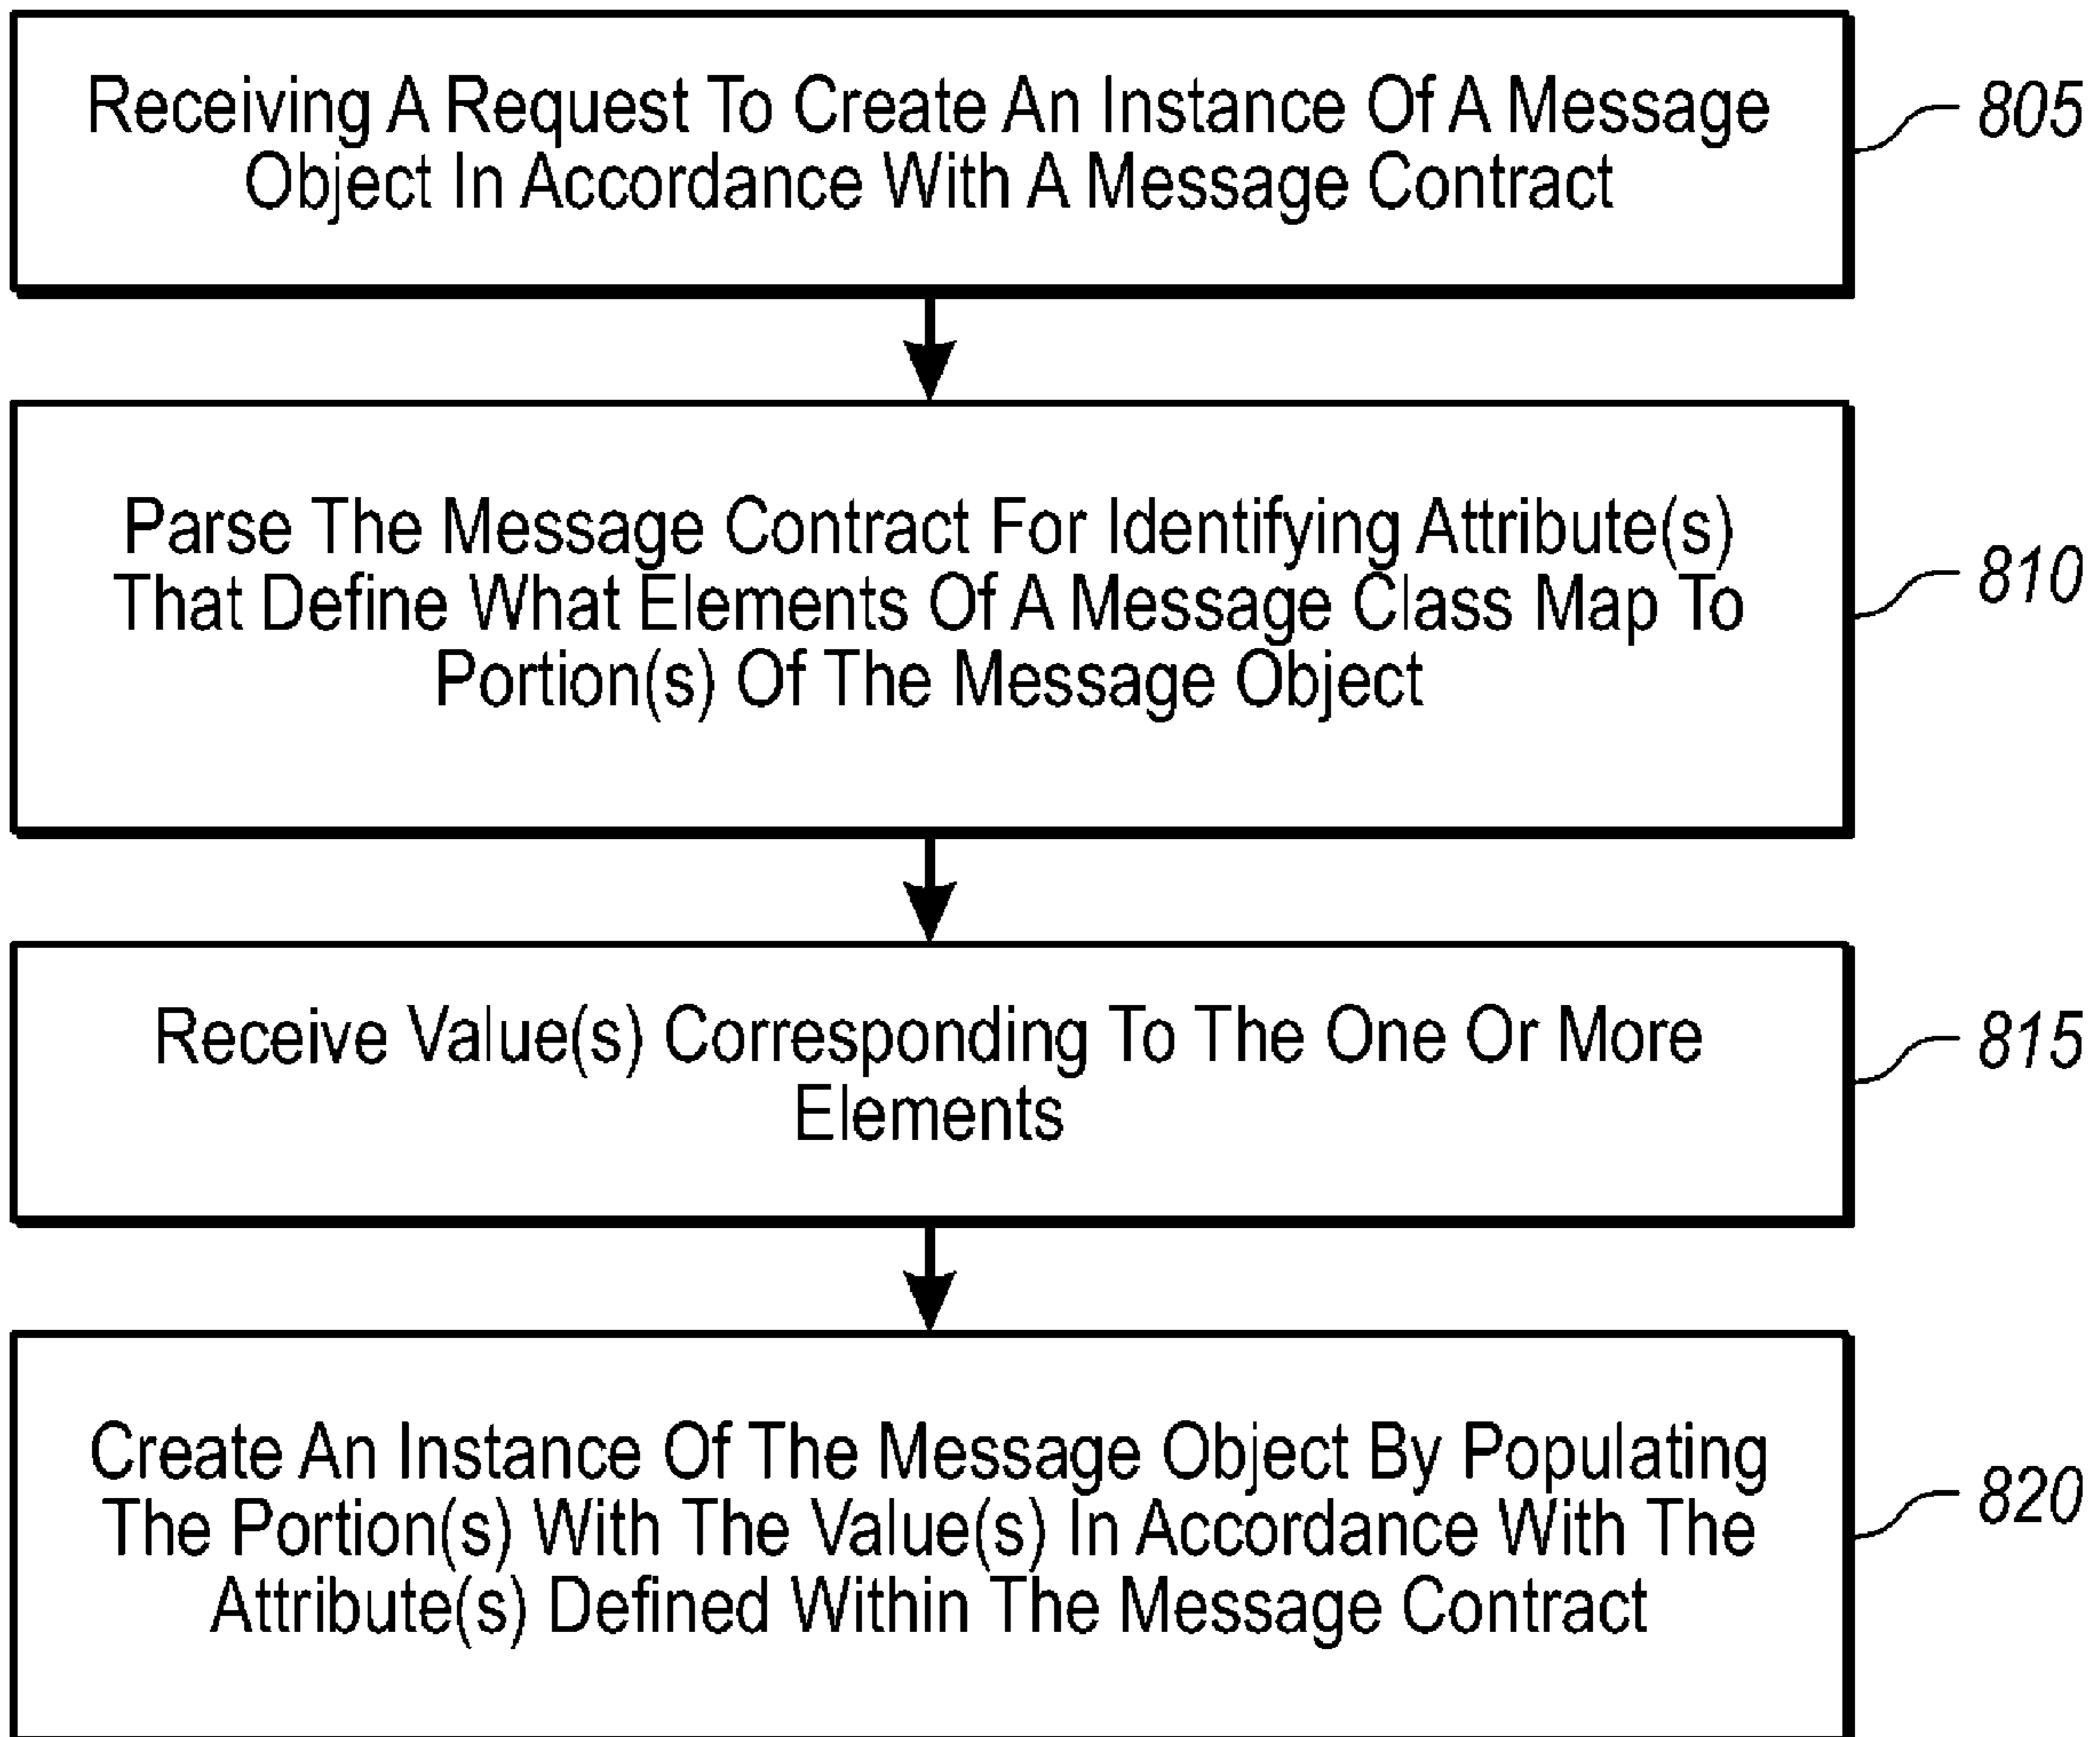 Receiving A Request To Create An Instance Of A Message
Object In Accordance With A Message Contract
805
Parse The Message Contract For Identifying Attribute(s)
That Define What Elements Of A Message Class Map To
Portion(s) Of The Message Object
810
Receive Value(s) Corresponding To The One Or More
Elements
815
Create An Instance Of The Message Object By Populating
The Portion(s) With The Value(s) In Accordance With The
Attribute(s) Defined Within The Message Contract
820